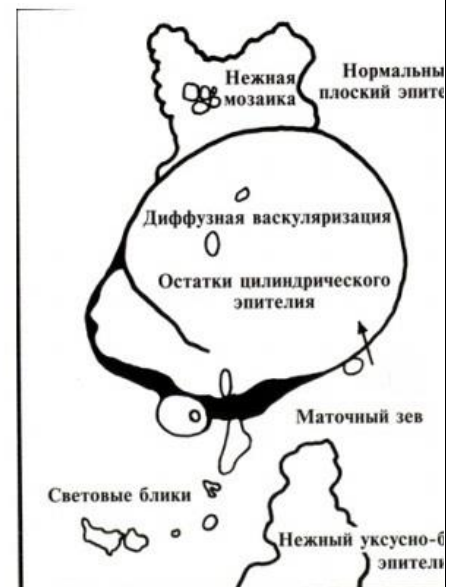 Нежная
мозаика
Нормальны
плоский эпите
Диффузная васкуляризация
Остатки цилиндрического
эпителия
Маточный зев
Световые блики
Нежный уксусно-б
эпители